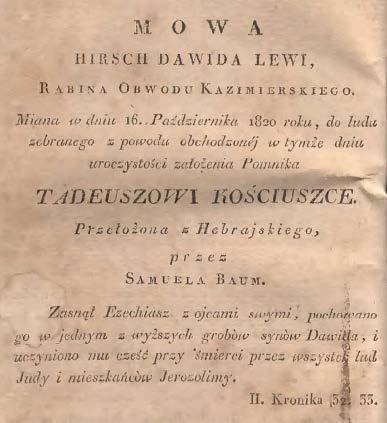 MOWA
HIRSCH DAWIDA LEWI,
RABINA OBWODU KAZIMIERSKIEGO.
Miana w dniu 16. Października 1820 roku, do ludu
zebranego z powodu obchodzonéj w tymże dniu
uroczystości założenia Pomnika
TADEUSZOWI KOŚCIUSZCE.
Przełożona z Hebrajskiego,
przez
SAMUELA BAUM.
Zasnął Ezechiasz z ojcami swymi, pochowano
go w jednym z wyższych grobów synów Dawida, i
uczyniono mu cześć przy śmierci przez wszystek lud
Judy i mieszkańców Jerozolimy.
II. Kronika 32. 33.